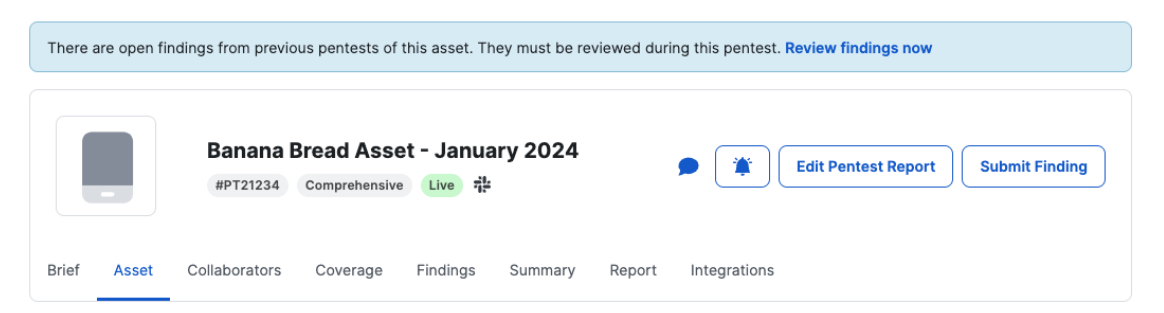 There are open findings from previous pentests of this asset. They must be reviewed during this pentest. Review findings now
Banana Bread Asset - January 2024
#PT21234 Comprehensive Live
Edit Pentest Report Submit Finding
Brief Asset Collaborators Coverage Findings Summary Report Integrations